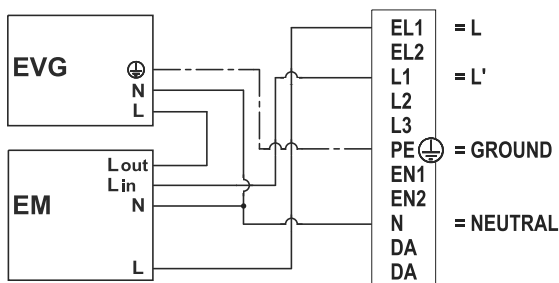 EVG
N
L
EM
Lout
Lin
N
L
EL1 = L
EL2
L1 = L'
L2
L3
PE = GROUND
EN1
EN2
N = NEUTRAL
DA
DA